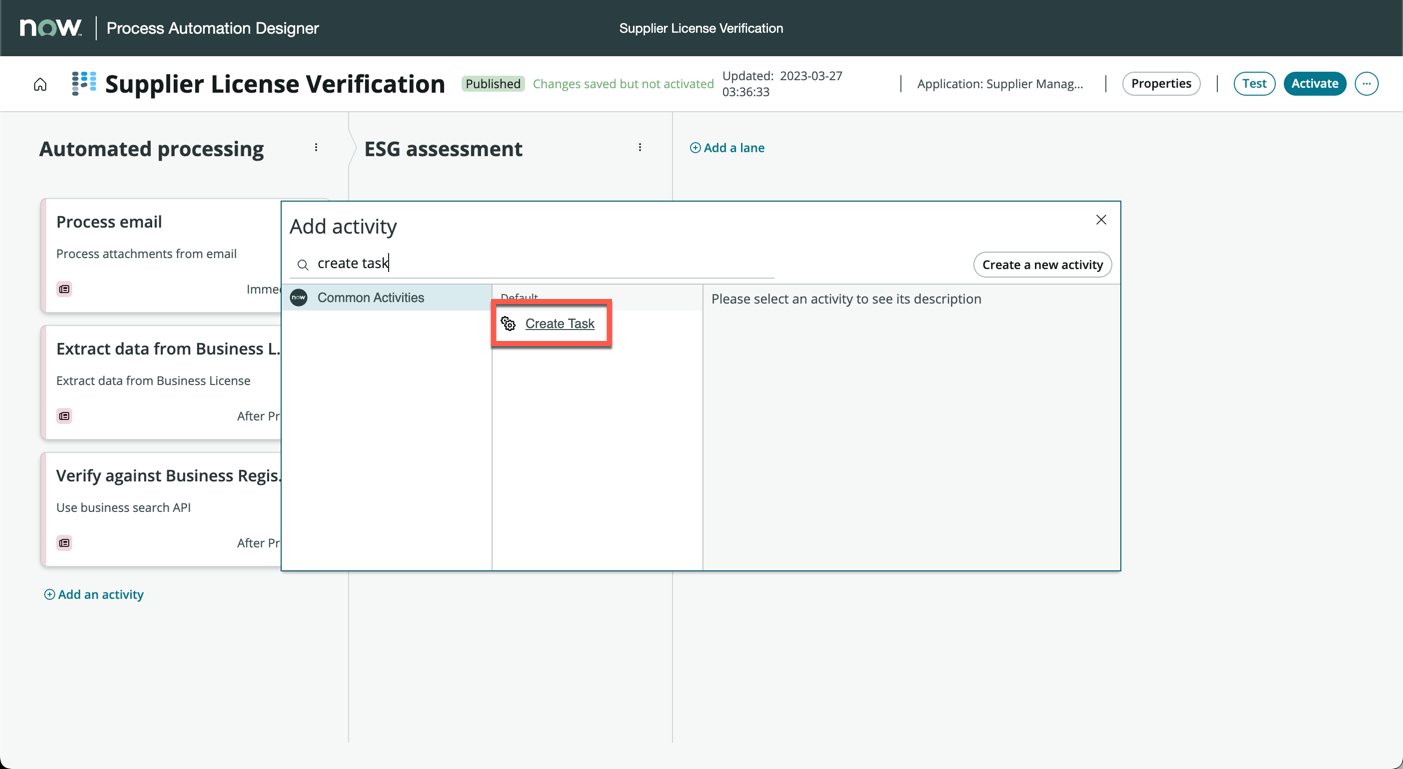 now. Process Automation Designer
Supplier License Verification
Supplier License Verification
Published
Changes saved but not activated
Updated: 2023-03-27
03:36:33
Application: Supplier Manag...
Properties
Test
Activate
Automated processing
ESG assessment
Add a lane
Process email
Process attachments from email
Immed
Extract data from Business L...
Extract data from Business License
After Pr
Verify against Business Regis...
Use business search API
After Pr
Add an activity
Add activity
create task
Create a new activity
now Common Activities
Default
Create Task
Please select an activity to see its description